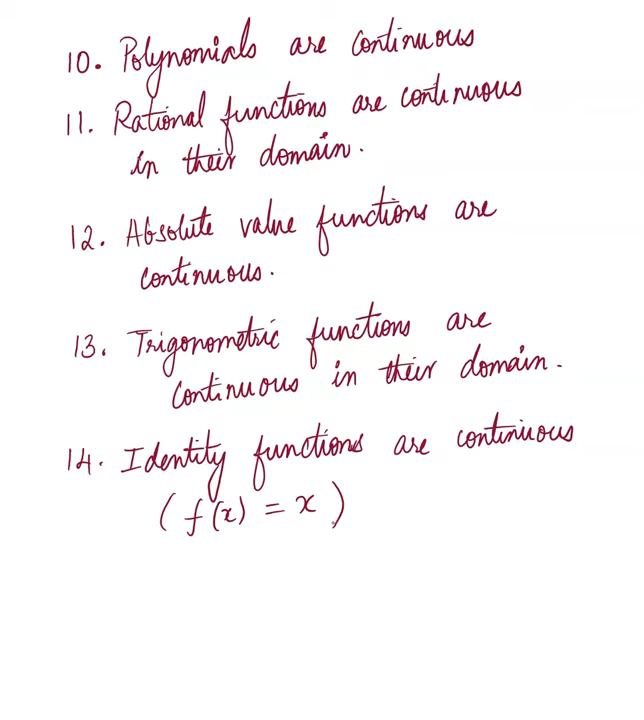 10. Polynomials are continuous
11. Rational functions are continuous
in their domain.
12. Absolute value functions are
continuous.
13. Trigonometric functions are
continuous in their domain.
14. Identity functions are continuous
(f(x) = x)